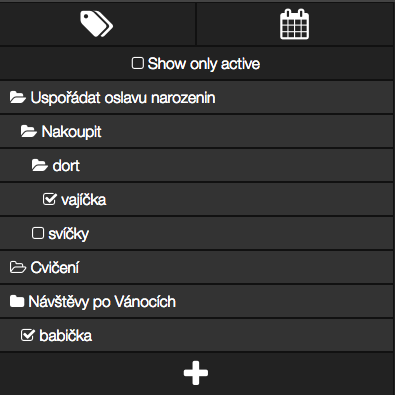 Show only active
Uspořádat oslavu narozenin
Nakoupit
dort
vajíčka
svíčky
Cvičení
Návštěvy po Vánocích
babička